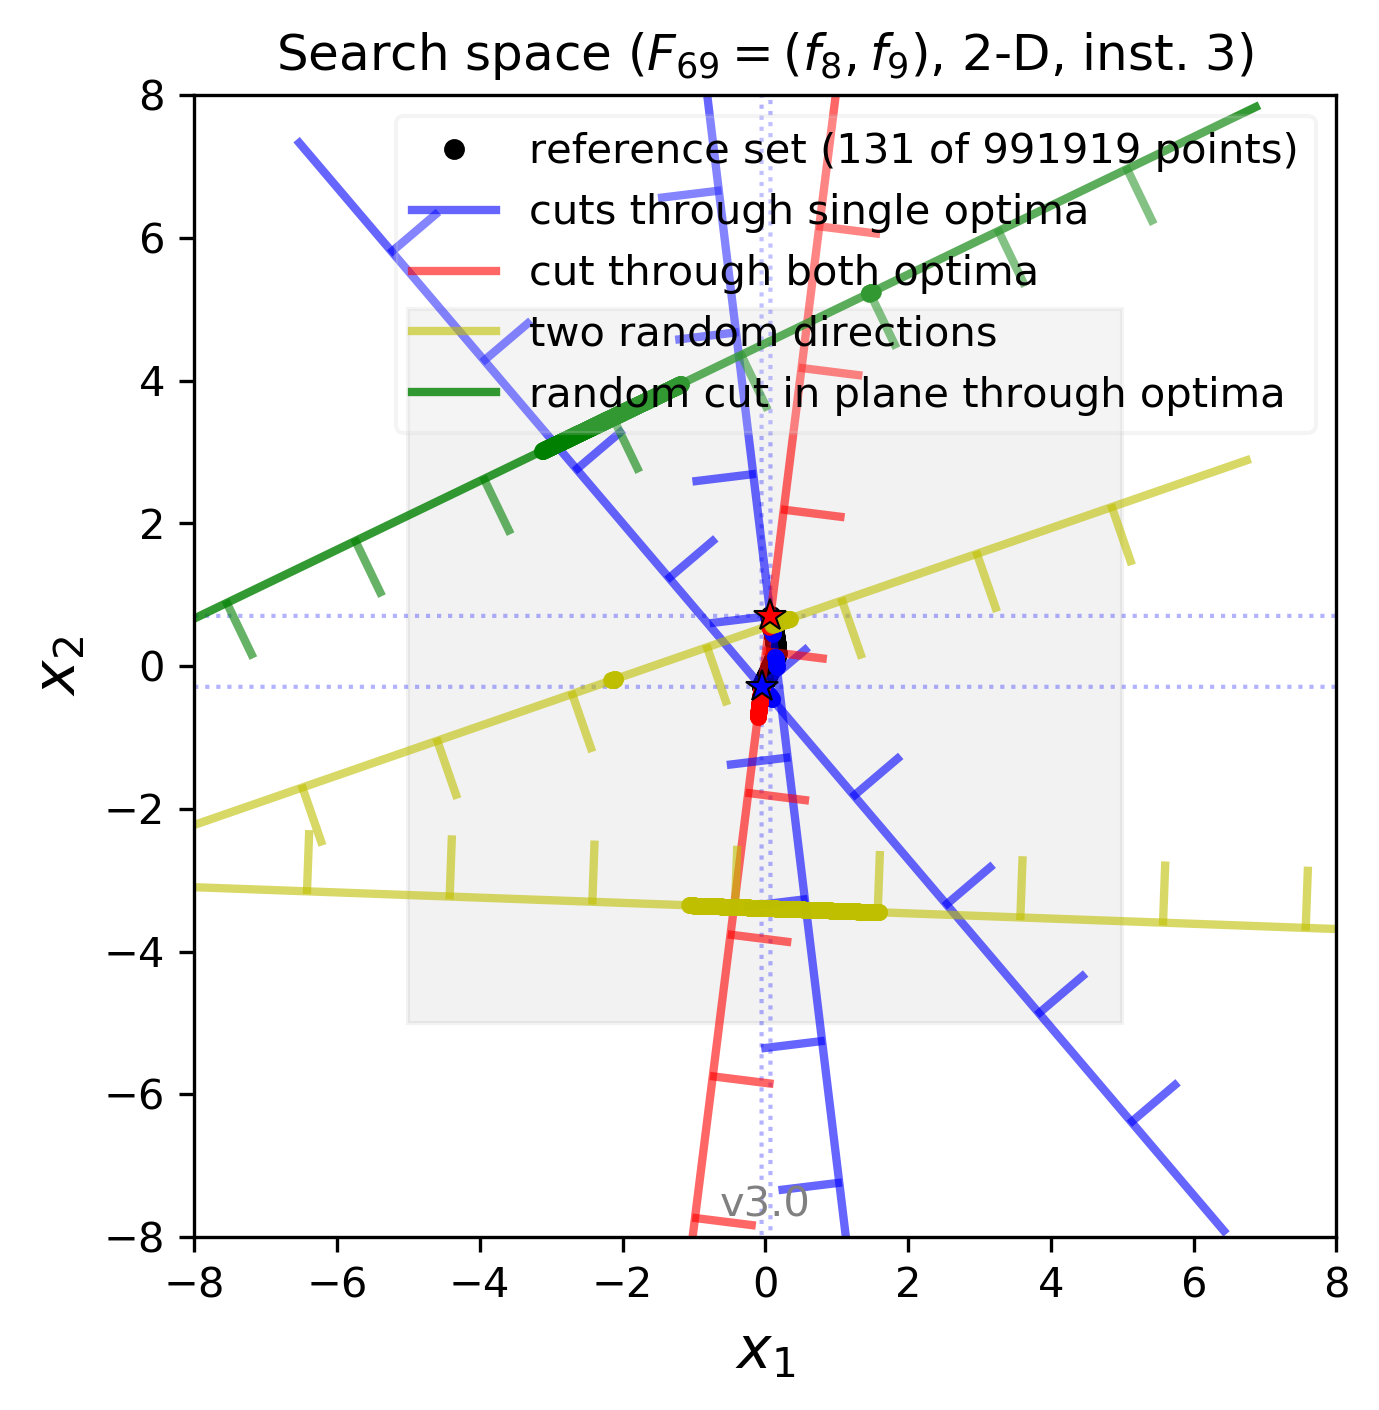 Search space (F₆₉ = (f₈, f₉), 2-D, inst. 3)
reference set (131 of 991919 points)
cuts through single optima
cut through both optima
two random directions
random cut in plane through optima
8
6
4
2
0
−2
−4
−6
−8
x₂
v3.0
−8 −6 −4 −2 0 2 4 6 8
x₁